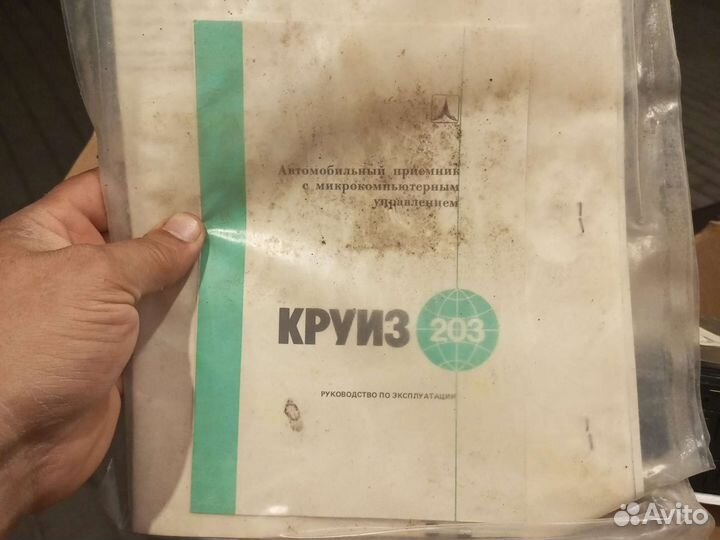 Автомобильный приемник
с микрокомпьютерным
управлением
КРУИЗ 203
РУКОВОДСТВО ПО ЭКСПЛУАТАЦИИ
Avito